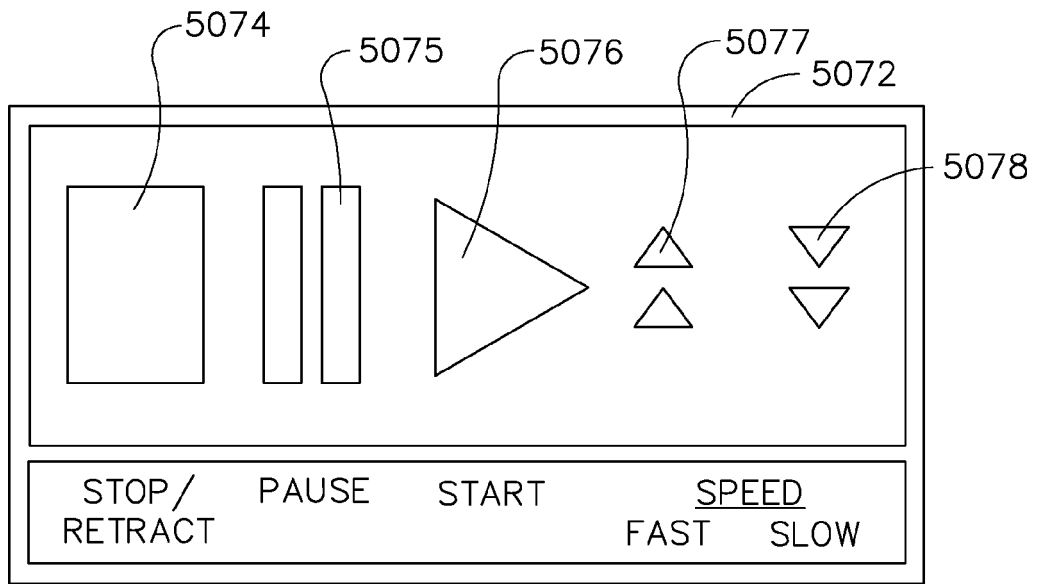 5074
5075
5076
5077
5072
5078
STOP/
RETRACT
PAUSE
START
SPEED
FAST
SLOW